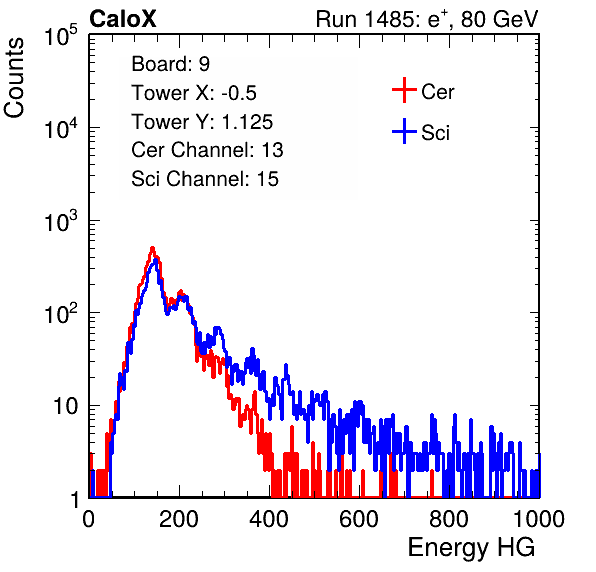 CaloX Run 1485: e⁺, 80 GeV
Counts
Board: 9
Tower X: -0.5
Tower Y: 1.125
Cer Channel: 13
Sci Channel: 15
Cer
Sci
10⁵
10⁴
10³
10²
10
1
0 200 400 600 800 1000
Energy HG